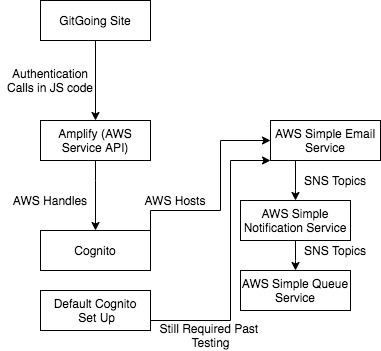 GitGoing Site
Authentication
Calls in JS code
Amplify (AWS
Service API)
AWS Simple Email
Service
AWS Handles
AWS Hosts
SNS Topics
Cognito
AWS Simple
Notification Service
SNS Topics
Default Cognito
Set Up
AWS Simple Queue
Service
Still Required Past
Testing